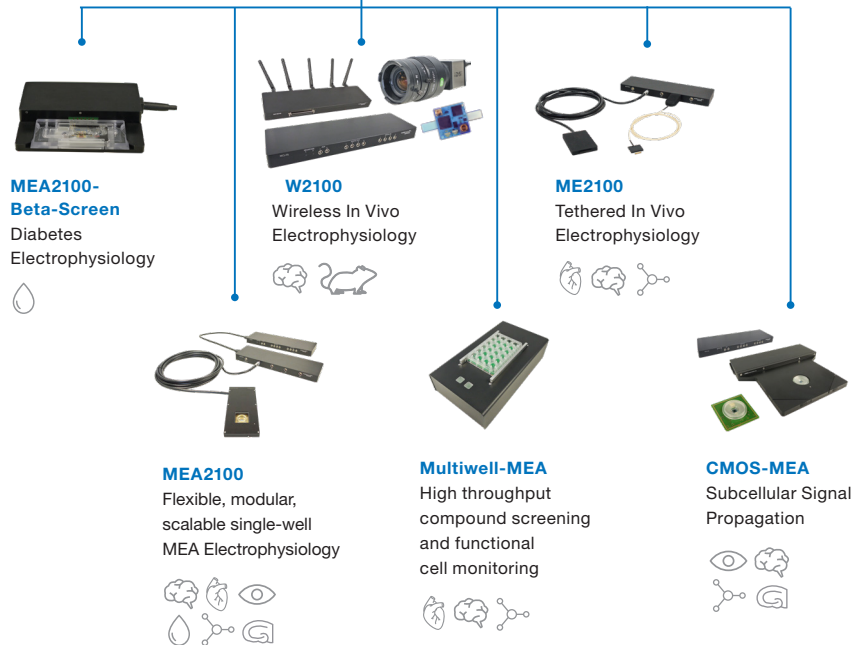 MEA2100-
Beta-Screen
Diabetes
Electrophysiology
W2100
Wireless In Vivo
Electrophysiology
ME2100
Tethered In Vivo
Electrophysiology
MEA2100
Flexible, modular,
scalable single-well
MEA Electrophysiology
Multiwell-MEA
High throughput
compound screening
and functional
cell monitoring
CMOS-MEA
Subcellular Signal
Propagation